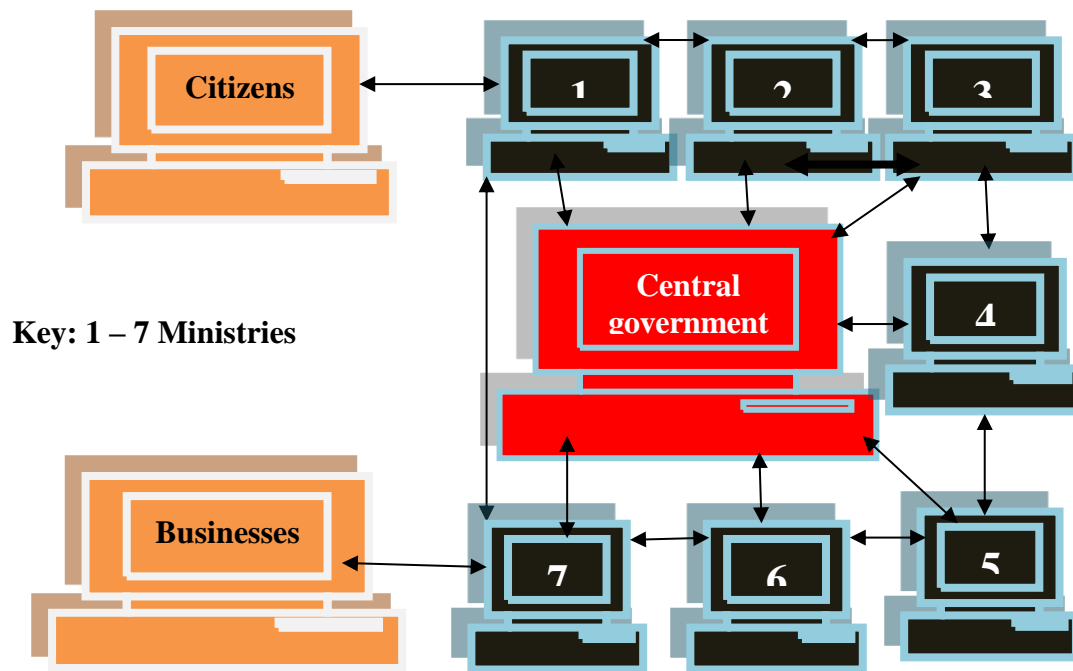 Citizens
1
2
3
Central
government
4
Key: 1 – 7 Ministries
Businesses
7
6
5